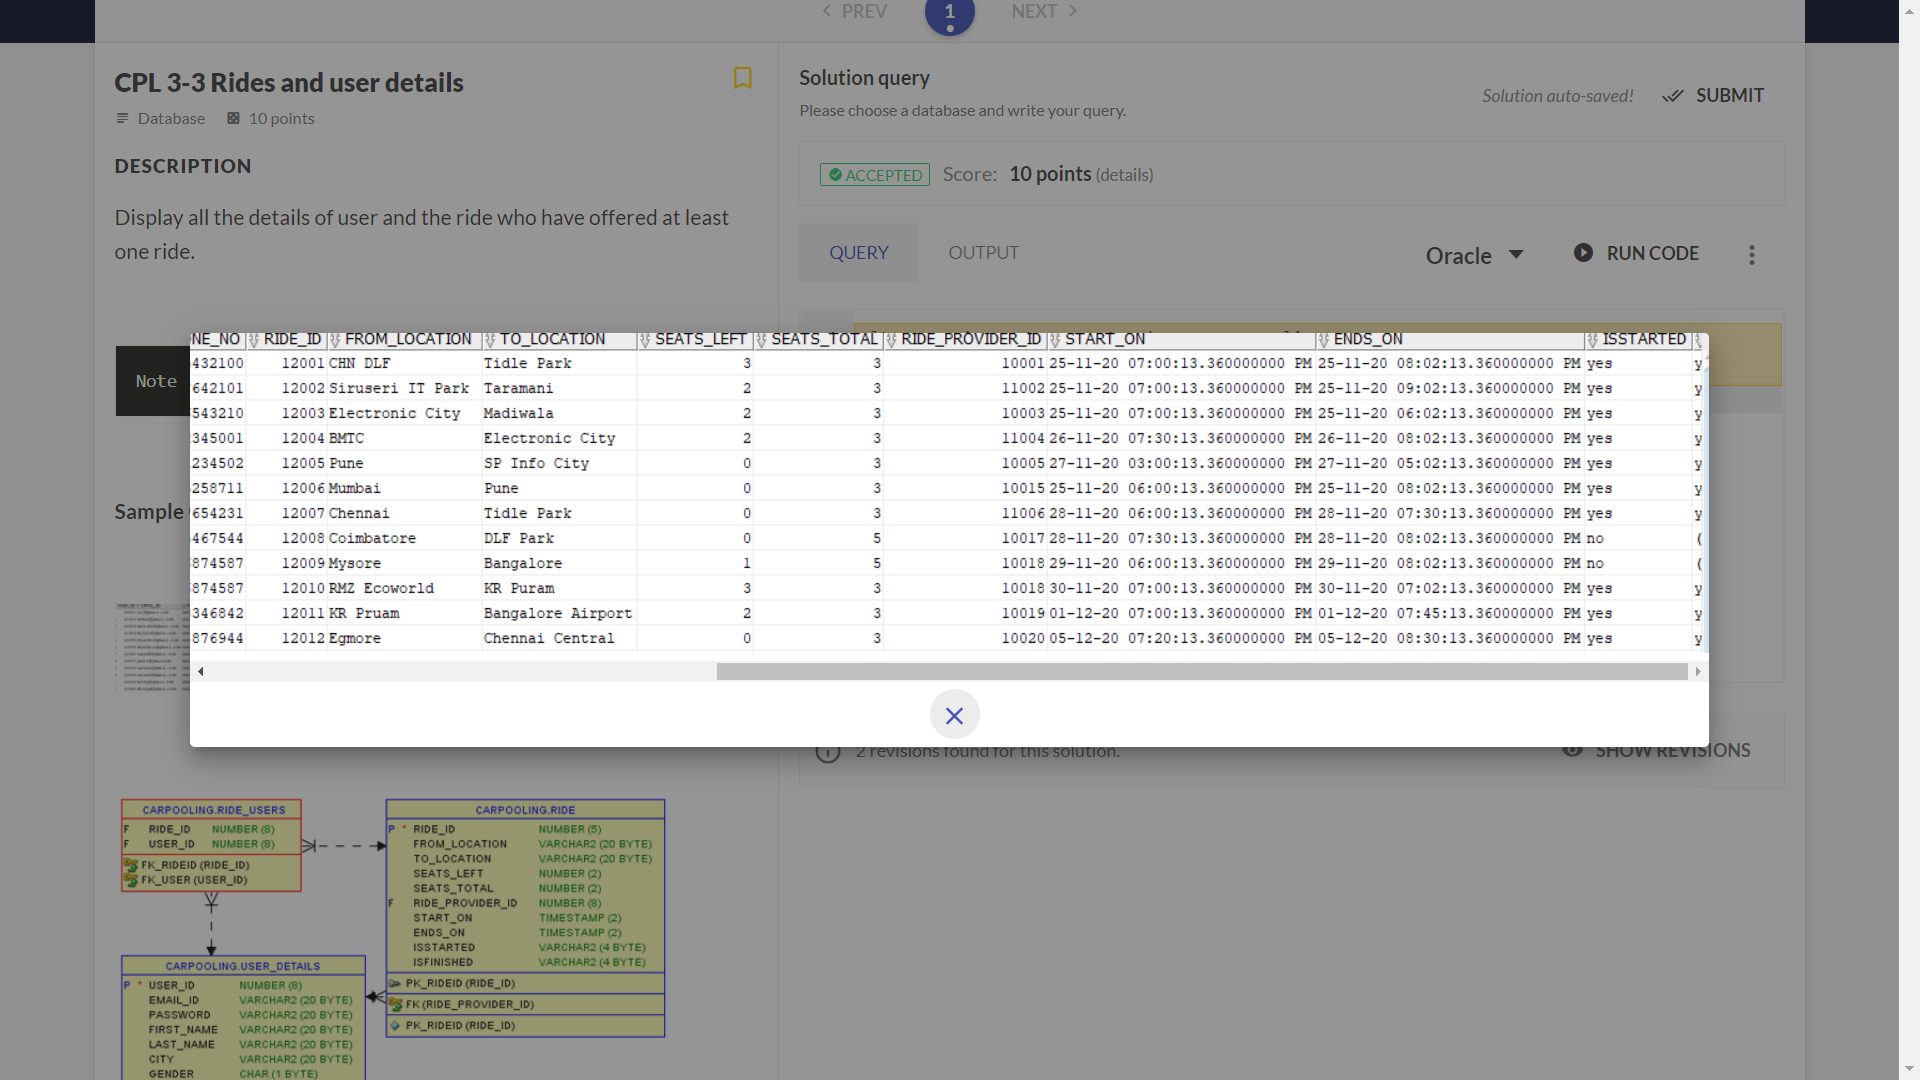 PREV
1
NEXT
CPL 3-3 Rides and user details
Database
10 points
DESCRIPTION
Display all the details of user and the ride who have offered at least
one ride.
Note
Sample
Solution query
Please choose a database and write your query.
Solution auto-saved!
SUBMIT
ACCEPTED
Score: 10 points (details)
QUERY
OUTPUT
Oracle
RUN CODE
NE_NO RIDE_ID FROM_LOCATION TO_LOCATION SEATS_LEFT SEATS_TOTAL RIDE_PROVIDER_ID START_ON ENDS_ON ISSTARTED
432100 12001 CHN DLF Tidle Park 3 3 10001 25-11-20 07:00:13.360000000 PM 25-11-20 08:02:13.360000000 PM yes y
642101 12002 Siruseri IT Park Taramani 2 3 11002 25-11-20 07:00:13.360000000 PM 25-11-20 09:02:13.360000000 PM yes y
543210 12003 Electronic City Madiwala 2 3 10003 25-11-20 07:00:13.360000000 PM 25-11-20 06:02:13.360000000 PM yes y
345001 12004 BMTC Electronic City 2 3 11004 26-11-20 07:30:13.360000000 PM 26-11-20 08:02:13.360000000 PM yes y
234502 12005 Pune SP Info City 0 3 10005 27-11-20 03:00:13.360000000 PM 27-11-20 05:02:13.360000000 PM yes y
258711 12006 Mumbai Pune 0 3 10015 25-11-20 06:00:13.360000000 PM 25-11-20 08:02:13.360000000 PM yes y
654231 12007 Chennai Tidle Park 0 3 11006 28-11-20 06:00:13.360000000 PM 28-11-20 07:30:13.360000000 PM yes y
467544 12008 Coimbatore DLF Park 0 5 10017 28-11-20 07:30:13.360000000 PM 28-11-20 08:02:13.360000000 PM no (
874587 12009 Mysore Bangalore 1 5 10018 29-11-20 06:00:13.360000000 PM 29-11-20 08:02:13.360000000 PM no (
874587 12010 RMZ Ecoworld KR Puram 3 3 10018 30-11-20 07:00:13.360000000 PM 30-11-20 07:02:13.360000000 PM yes y
346842 12011 KR Pruam Bangalore Airport 2 3 10019 01-12-20 07:00:13.360000000 PM 01-12-20 07:45:13.360000000 PM yes y
876944 12012 Egmore Chennai Central 0 3 10020 05-12-20 07:20:13.360000000 PM 05-12-20 08:30:13.360000000 PM yes y
2 revisions found for this solution.
SHOW REVISIONS
CARPOOLING.RIDE_USERS
F RIDE_ID NUMBER (8)
F USER_ID NUMBER (8)
FK_RIDEID (RIDE_ID)
FK_USER (USER_ID)
CARPOOLING.RIDE
P * RIDE_ID NUMBER (5)
FROM_LOCATION VARCHAR2 (20 BYTE)
TO_LOCATION VARCHAR2 (20 BYTE)
SEATS_LEFT NUMBER (2)
SEATS_TOTAL NUMBER (2)
F RIDE_PROVIDER_ID NUMBER (8)
START_ON TIMESTAMP (2)
ENDS_ON TIMESTAMP (2)
ISSTARTED VARCHAR2 (4 BYTE)
ISFINISHED VARCHAR2 (4 BYTE)
PK_RIDEID (RIDE_ID)
FK (RIDE_PROVIDER_ID)
PK_RIDEID (RIDE_ID)
CARPOOLING.USER_DETAILS
P * USER_ID NUMBER (8)
EMAIL_ID VARCHAR2 (20 BYTE)
PASSWORD VARCHAR2 (20 BYTE)
FIRST_NAME VARCHAR2 (20 BYTE)
LAST_NAME VARCHAR2 (20 BYTE)
CITY VARCHAR2 (20 BYTE)
GENDER CHAR (1 BYTE)